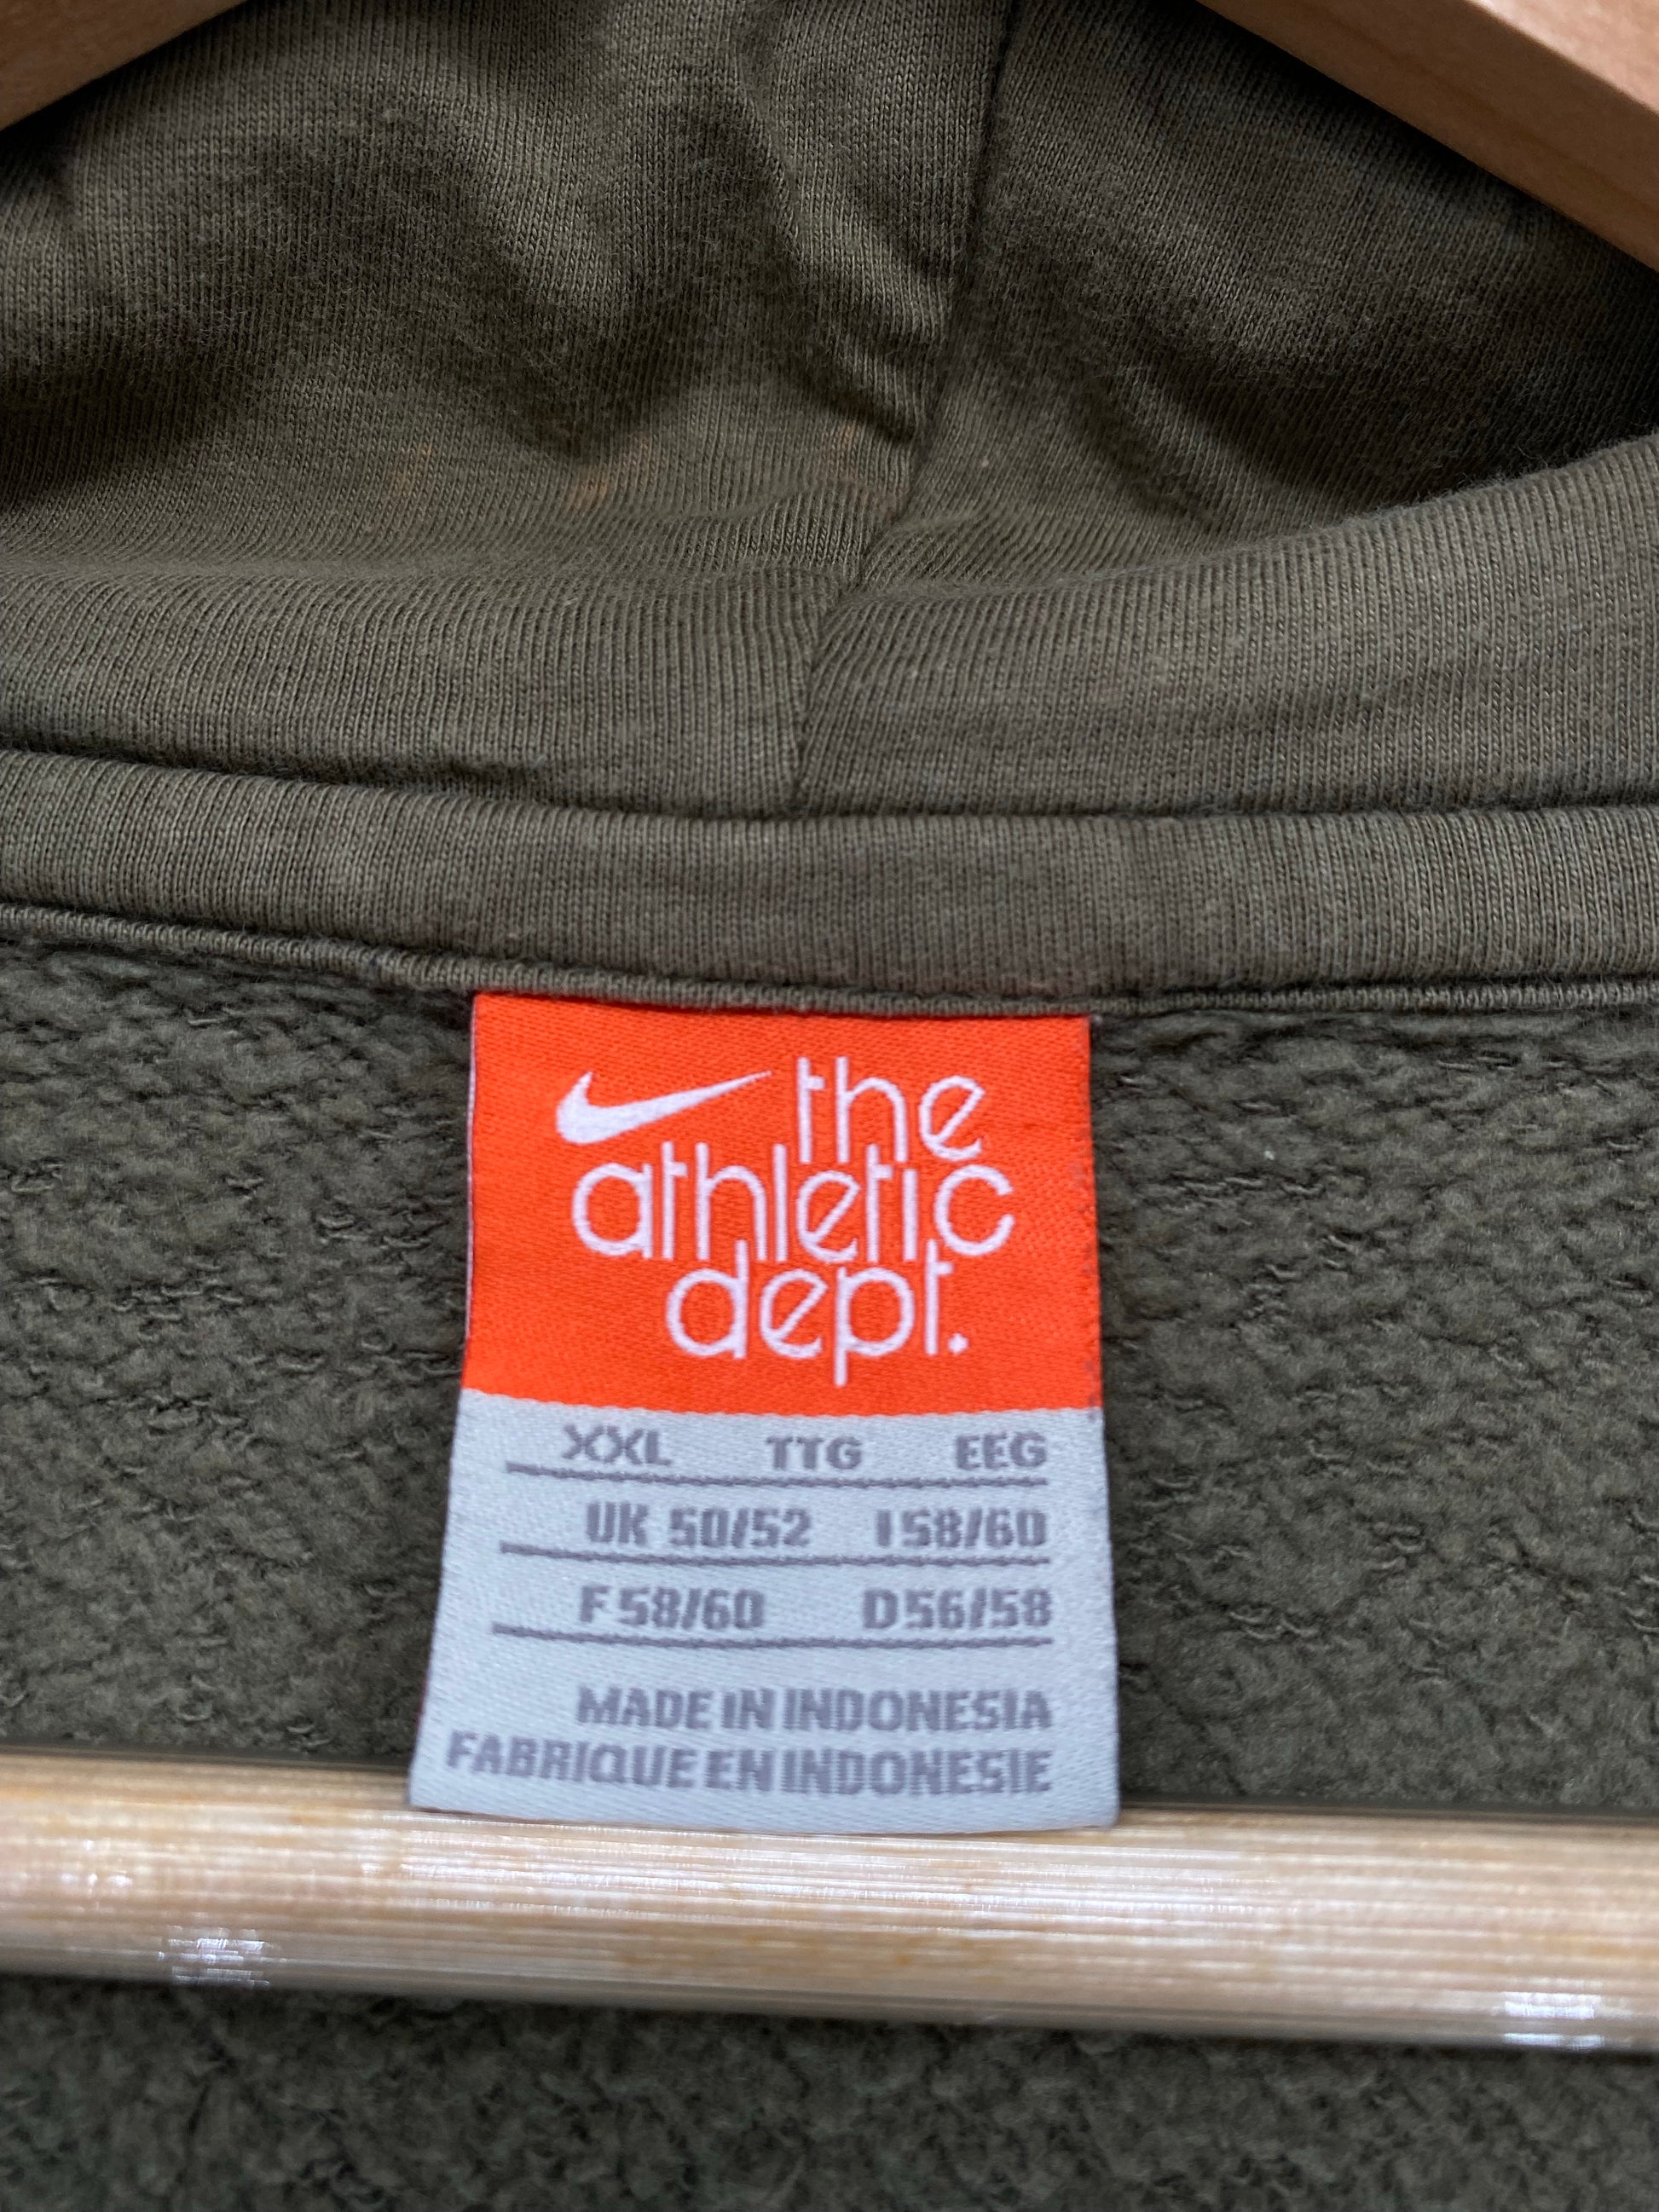 the
athletic
dept.
XXL TTG EEG
UK 50/52 I 58/60
F 58/60 D 56/58
MADE IN INDONESIA
FABRIQUE EN INDONESIE